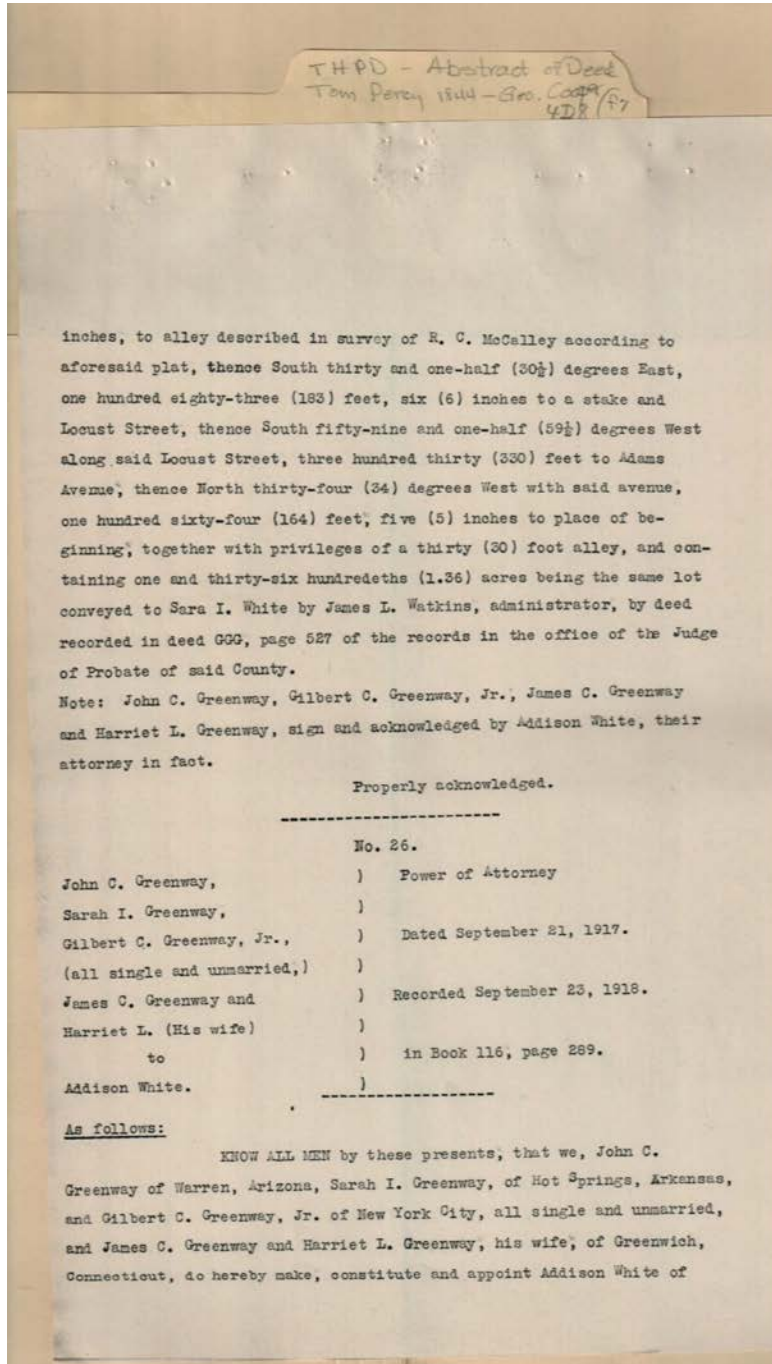 THPD - Abstract of Deed
Tom Percy 1844 - Geo. Cooper
4D8
inches, to alley described in survey of R. C. McCalley according to
aforesaid plat, thence South thirty and one-half (30½) degrees East,
one hundred eighty-three (183) feet, six (6) inches to a stake and
Locust Street, thence South fifty-nine and one-half (59½) degrees West
along said Locust Street, three hundred thirty (330) feet to Adams
Avenue, thence North thirty-four (34) degrees West with said avenue,
one hundred sixty-four (164) feet, five (5) inches to place of be-
ginning, together with privileges of a thirty (30) foot alley, and con-
taining one and thirty-six hundredeths (1.36) acres being the same lot
conveyed to Sara I. White by James L. Watkins, administrator, by deed
recorded in deed GGG, page 527 of the records in the office of the Judge
of Probate of said County.
Note: John C. Greenway, Gilbert C. Greenway, Jr., James C. Greenway
and Harriet L. Greenway, sign and acknowledged by Addison White, their
attorney in fact.
Properly acknowledged.
-------------------------
No. 26.
John C. Greenway, ) Power of Attorney
Sarah I. Greenway, )
Gilbert C. Greenway, Jr., ) Dated September 21, 1917.
(all single and unmarried,) )
James C. Greenway and ) Recorded September 23, 1918.
Harriet L. (His wife) )
to ) in Book 116, page 289.
Addison White. )
--------------------
As follows:
KNOW ALL MEN by these presents, that we, John C.
Greenway of Warren, Arizona, Sarah I. Greenway, of Hot Springs, Arkansas,
and Gilbert C. Greenway, Jr. of New York City, all single and unmarried,
and James C. Greenway and Harriet L. Greenway, his wife, of Greenwich,
Connecticut, do hereby make, constitute and appoint Addison White of